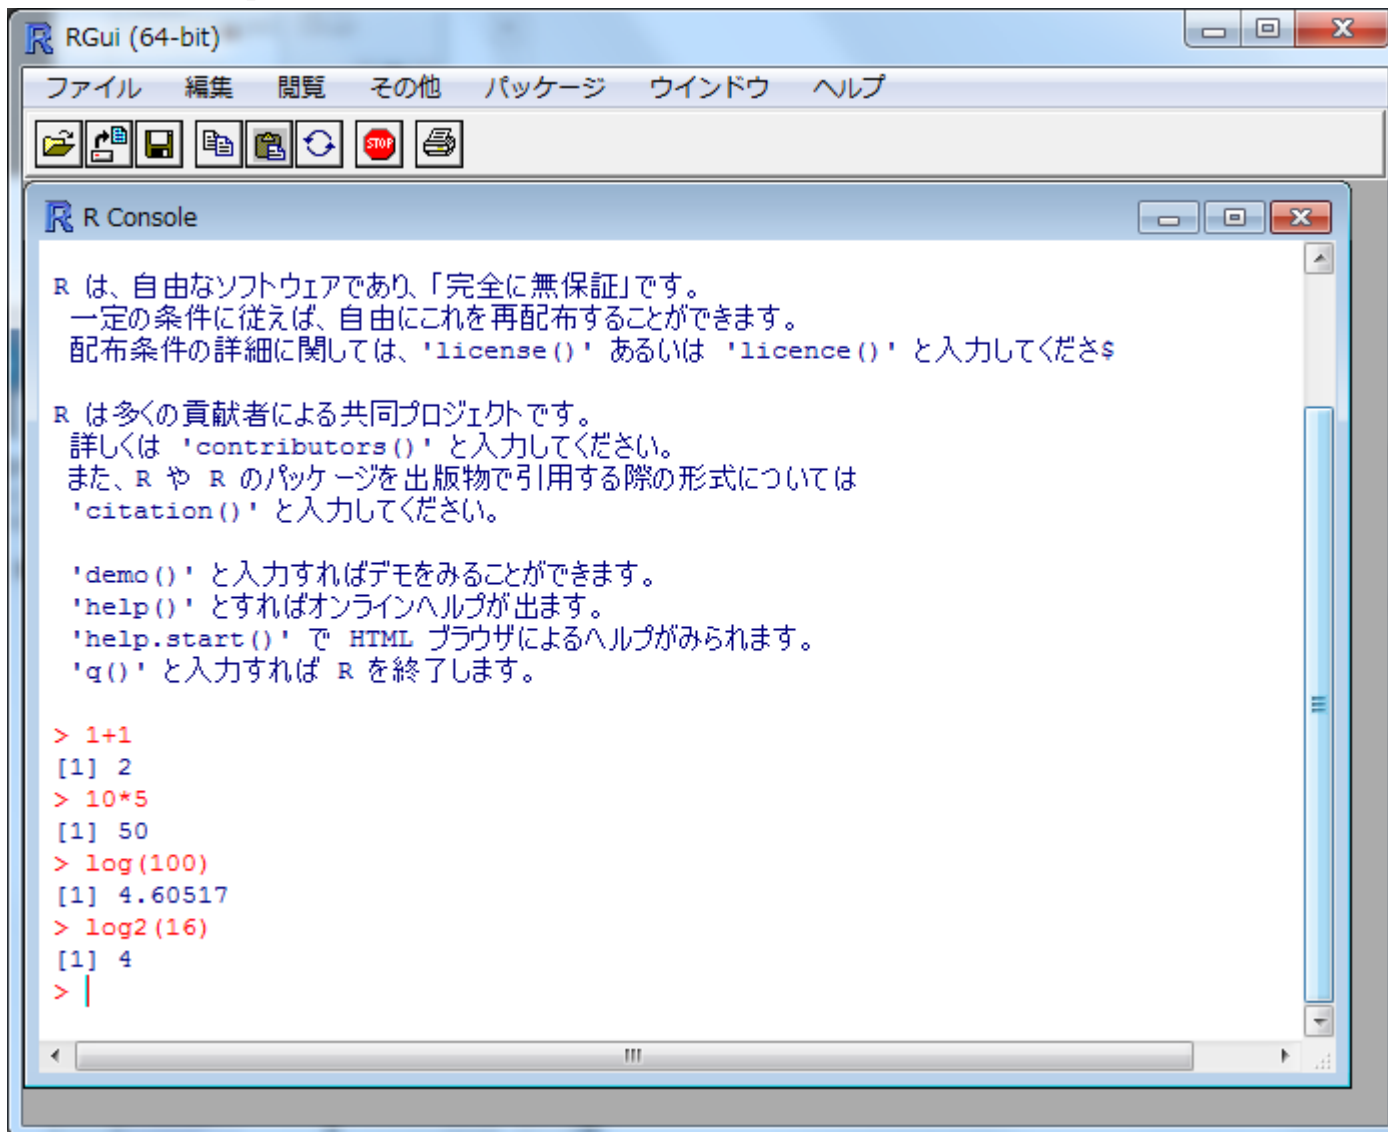 RGui (64-bit)
ファイル 編集 閲覧 その他 パッケージ ウインドウ ヘルプ
STOP
R Console
R は、自由なソフトウェアであり、「完全に無保証」です。
一定の条件に従えば、自由にこれを再配布することができます。
配布条件の詳細に関しては、'license()' あるいは 'licence()' と入力してくださ$
R は多くの貢献者による共同プロジェクトです。
詳しくは 'contributors()' と入力してください。
また、R や R のパッケージを出版物で引用する際の形式については
'citation()' と入力してください。
'demo()' と入力すればデモをみることができます。
'help()' とすればオンラインヘルプが出ます。
'help.start()' で HTML ブラウザによるヘルプがみられます。
'q()' と入力すれば R を終了します。
> 1+1
[1] 2
> 10*5
[1] 50
> log(100)
[1] 4.60517
> log2(16)
[1] 4
>